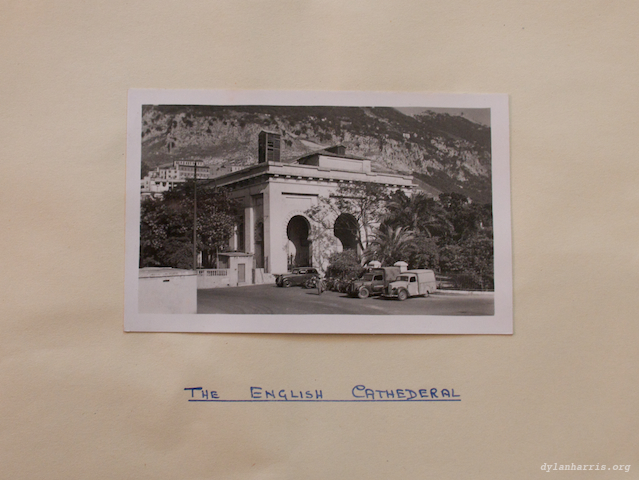 THE ENGLISH CATHEDERAL
dylanharris.org